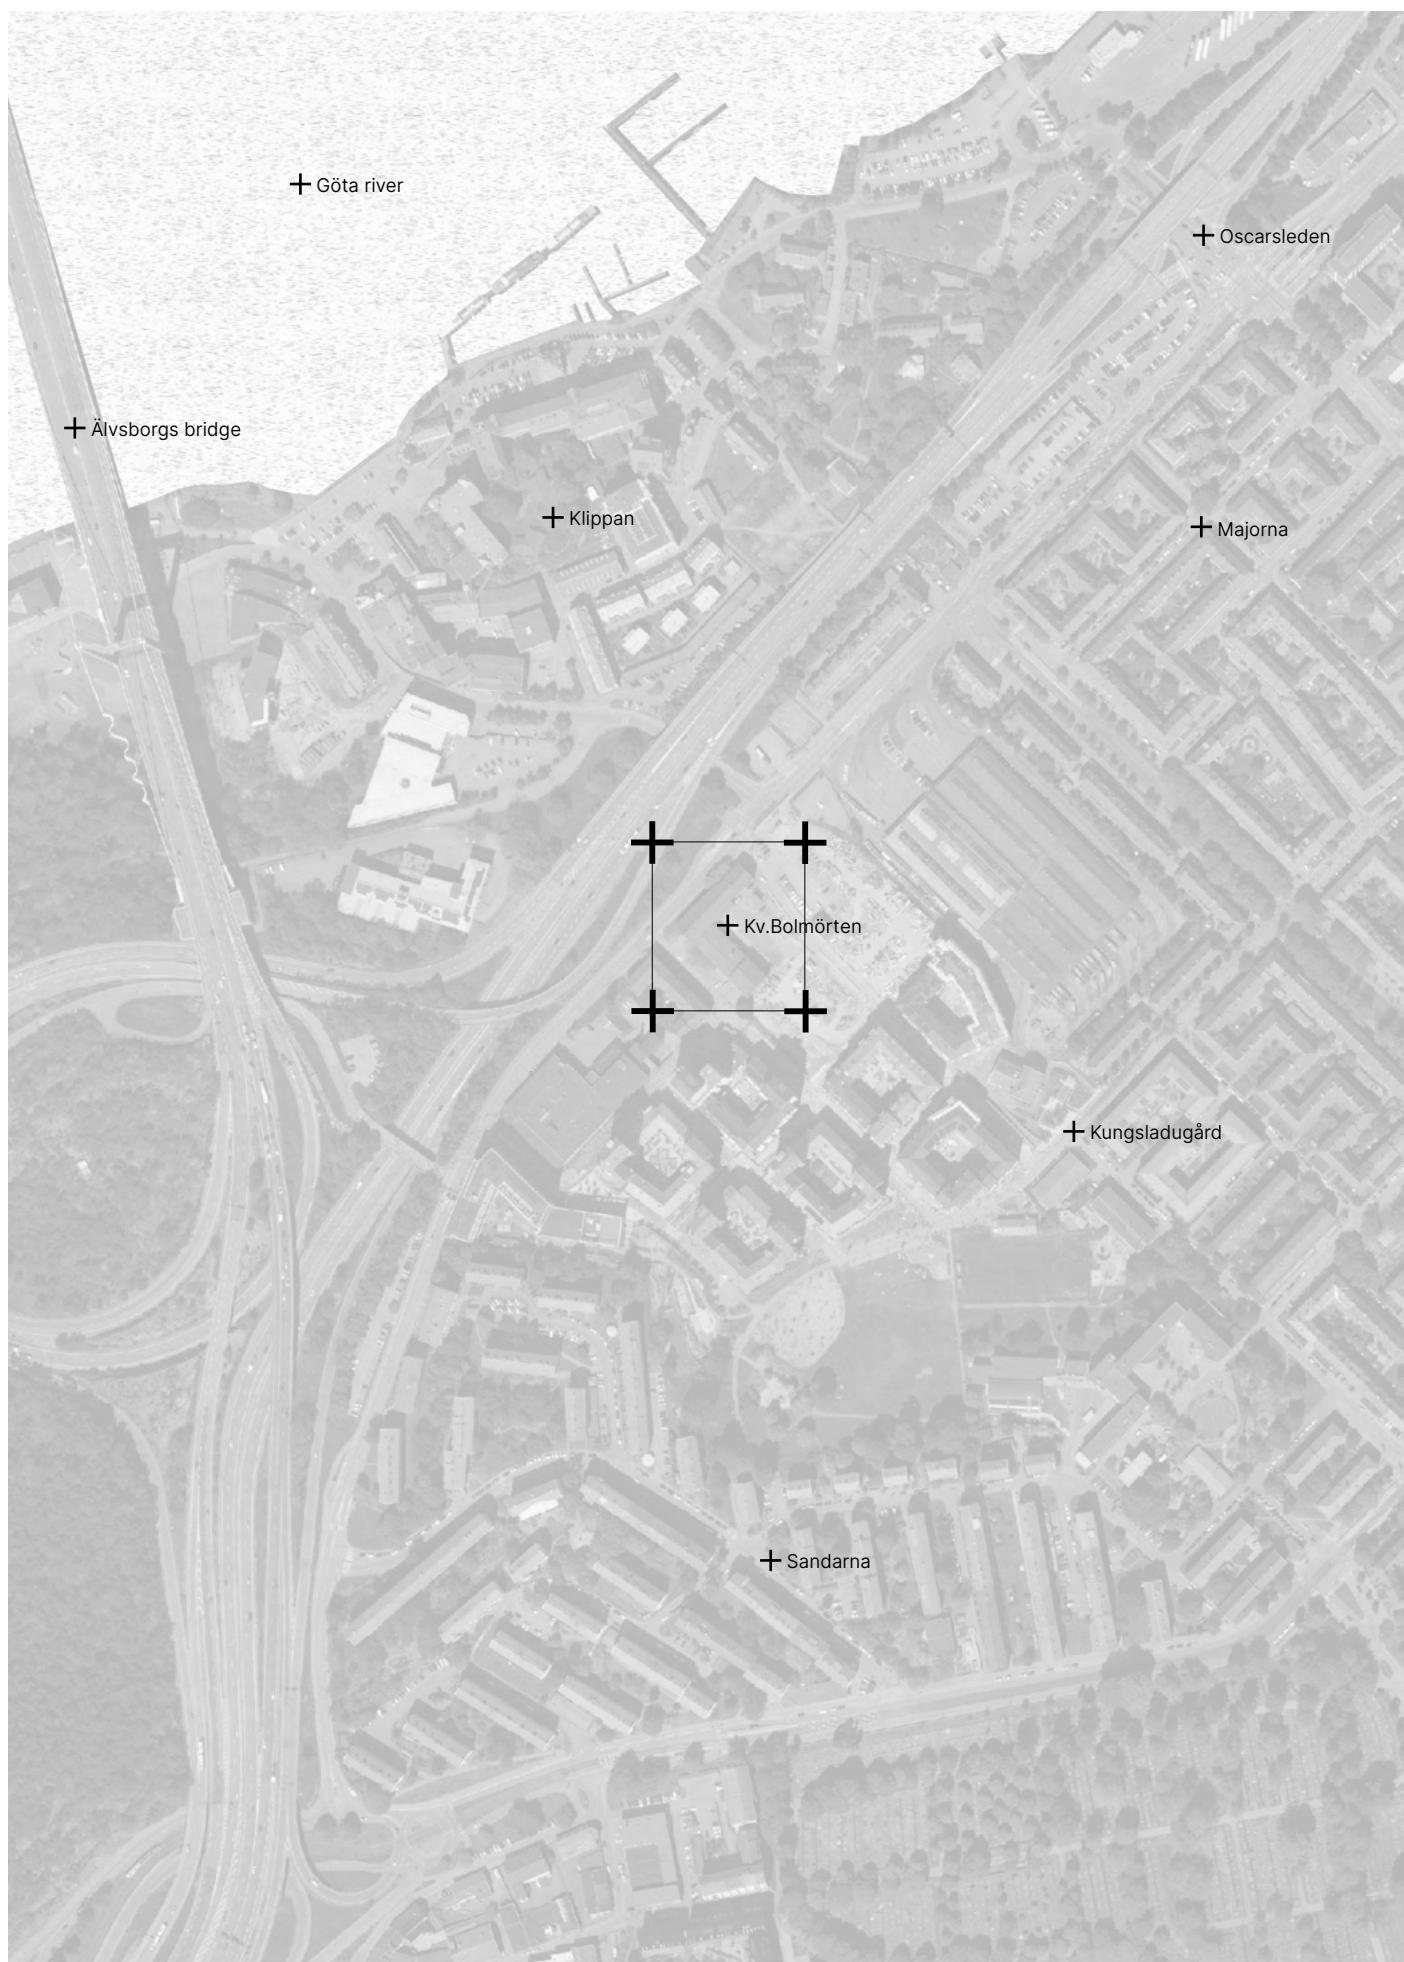 Göta river
Oscarsleden
Älvsborgs bridge
Klippan
Majorna
Kv.Bolmörten
Kungsladugård
Sandarna